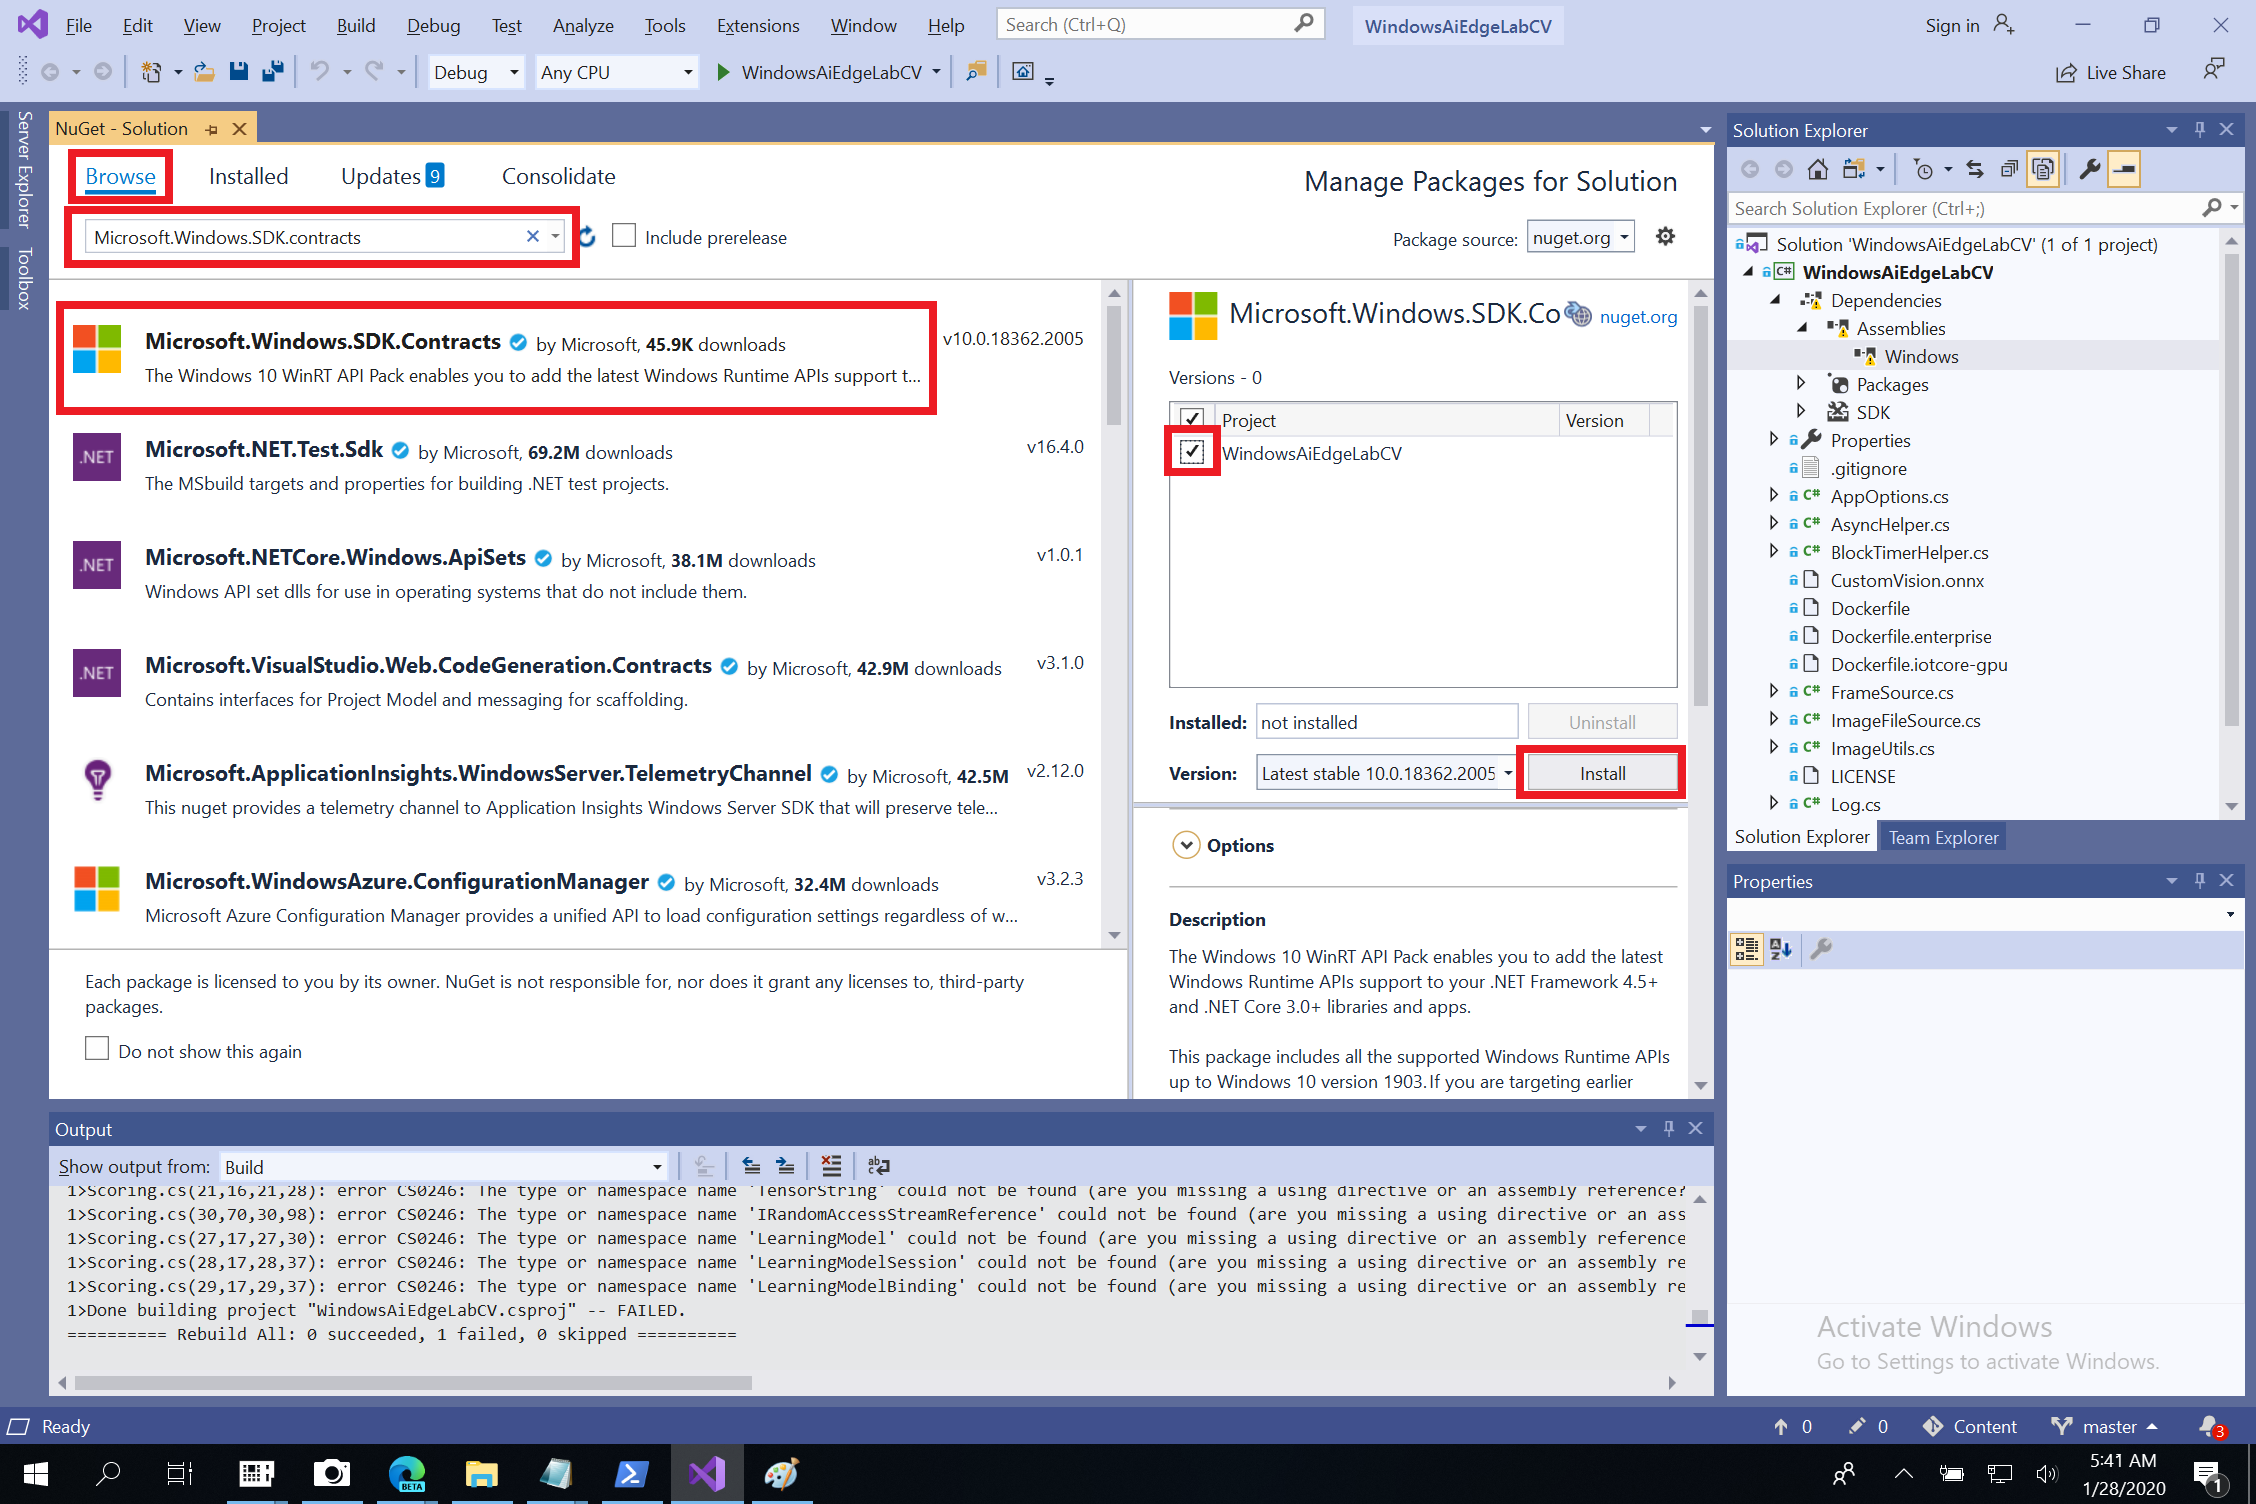 File Edit View Project Build Debug Test Analyze Tools Extensions Window Help Search (Ctrl+Q) WindowsAiEdgeLabCV Sign in
Debug Any CPU WindowsAiEdgeLabCV Live Share
Server Explorer
Toolbox
NuGet - Solution
Browse Installed Updates 9 Consolidate
Manage Packages for Solution
Microsoft.Windows.SDK.contracts Include prerelease
Package source: nuget.org
Microsoft.Windows.SDK.Contracts by Microsoft, 45.9K downloads v10.0.18362.2005
The Windows 10 WinRT API Pack enables you to add the latest Windows Runtime APIs support t...
.NET
Microsoft.NET.Test.Sdk by Microsoft, 69.2M downloads v16.4.0
The MSbuild targets and properties for building .NET test projects.
.NET
Microsoft.NETCore.Windows.ApiSets by Microsoft, 38.1M downloads v1.0.1
Windows API set dlls for use in operating systems that do not include them.
.NET
Microsoft.VisualStudio.Web.CodeGeneration.Contracts by Microsoft, 42.9M downloads v3.1.0
Contains interfaces for Project Model and messaging for scaffolding.
Microsoft.ApplicationInsights.WindowsServer.TelemetryChannel by Microsoft, 42.5M v2.12.0
This nuget provides a telemetry channel to Application Insights Windows Server SDK that will preserve tele...
Microsoft.WindowsAzure.ConfigurationManager by Microsoft, 32.4M downloads v3.2.3
Microsoft Azure Configuration Manager provides a unified API to load configuration settings regardless of w...
Each package is licensed to you by its owner. NuGet is not responsible for, nor does it grant any licenses to, third-party
packages.
Do not show this again
Microsoft.Windows.SDK.Co nuget.org
Versions - 0
Project Version
WindowsAiEdgeLabCV
Installed: not installed Uninstall
Version: Latest stable 10.0.18362.2005 Install
Options
Description
The Windows 10 WinRT API Pack enables you to add the latest
Windows Runtime APIs support to your .NET Framework 4.5+
and .NET Core 3.0+ libraries and apps.
This package includes all the supported Windows Runtime APIs
up to Windows 10 version 1903. If you are targeting earlier
Solution Explorer
Search Solution Explorer (Ctrl+;)
Solution 'WindowsAiEdgeLabCV' (1 of 1 project)
C# WindowsAiEdgeLabCV
Dependencies
Assemblies
Windows
Packages
SDK
Properties
.gitignore
C# AppOptions.cs
C# AsyncHelper.cs
C# BlockTimerHelper.cs
CustomVision.onnx
Dockerfile
Dockerfile.enterprise
Dockerfile.iotcore-gpu
C# FrameSource.cs
C# ImageFileSource.cs
C# ImageUtils.cs
LICENSE
C# Log.cs
Solution Explorer Team Explorer
Properties
Output
Show output from: Build
1>Scoring.cs(21,16,21,28): error CS0246: The type or namespace name 'TensorString' could not be found (are you missing a using directive or an assembly reference?
1>Scoring.cs(30,70,30,98): error CS0246: The type or namespace name 'IRandomAccessStreamReference' could not be found (are you missing a using directive or an ass
1>Scoring.cs(27,17,27,30): error CS0246: The type or namespace name 'LearningModel' could not be found (are you missing a using directive or an assembly reference
1>Scoring.cs(28,17,28,37): error CS0246: The type or namespace name 'LearningModelSession' could not be found (are you missing a using directive or an assembly re
1>Scoring.cs(29,17,29,37): error CS0246: The type or namespace name 'LearningModelBinding' could not be found (are you missing a using directive or an assembly re
1>Done building project "WindowsAiEdgeLabCV.csproj" -- FAILED.
========== Rebuild All: 0 succeeded, 1 failed, 0 skipped ==========
Activate Windows
Go to Settings to activate Windows.
Ready 0 0 Content master 3
BETA
5:41 AM
1/28/2020
1